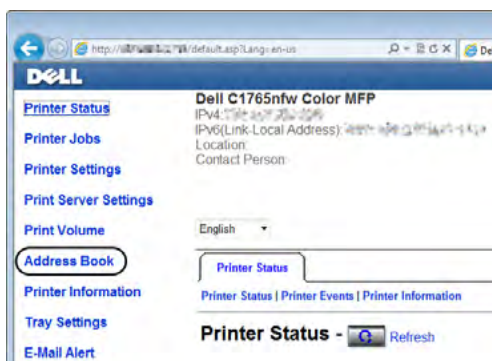 http:// /default.asp?Lang=en-us
De
DELL
Printer Status
Printer Jobs
Printer Settings
Print Server Settings
Print Volume
Address Book
Printer Information
Tray Settings
E-Mail Alert
Dell C1765nfw Color MFP
IPv4:
IPv6(Link-Local Address):
Location:
Contact Person:
English
Printer Status
Printer Status | Printer Events | Printer Information
Printer Status - Refresh